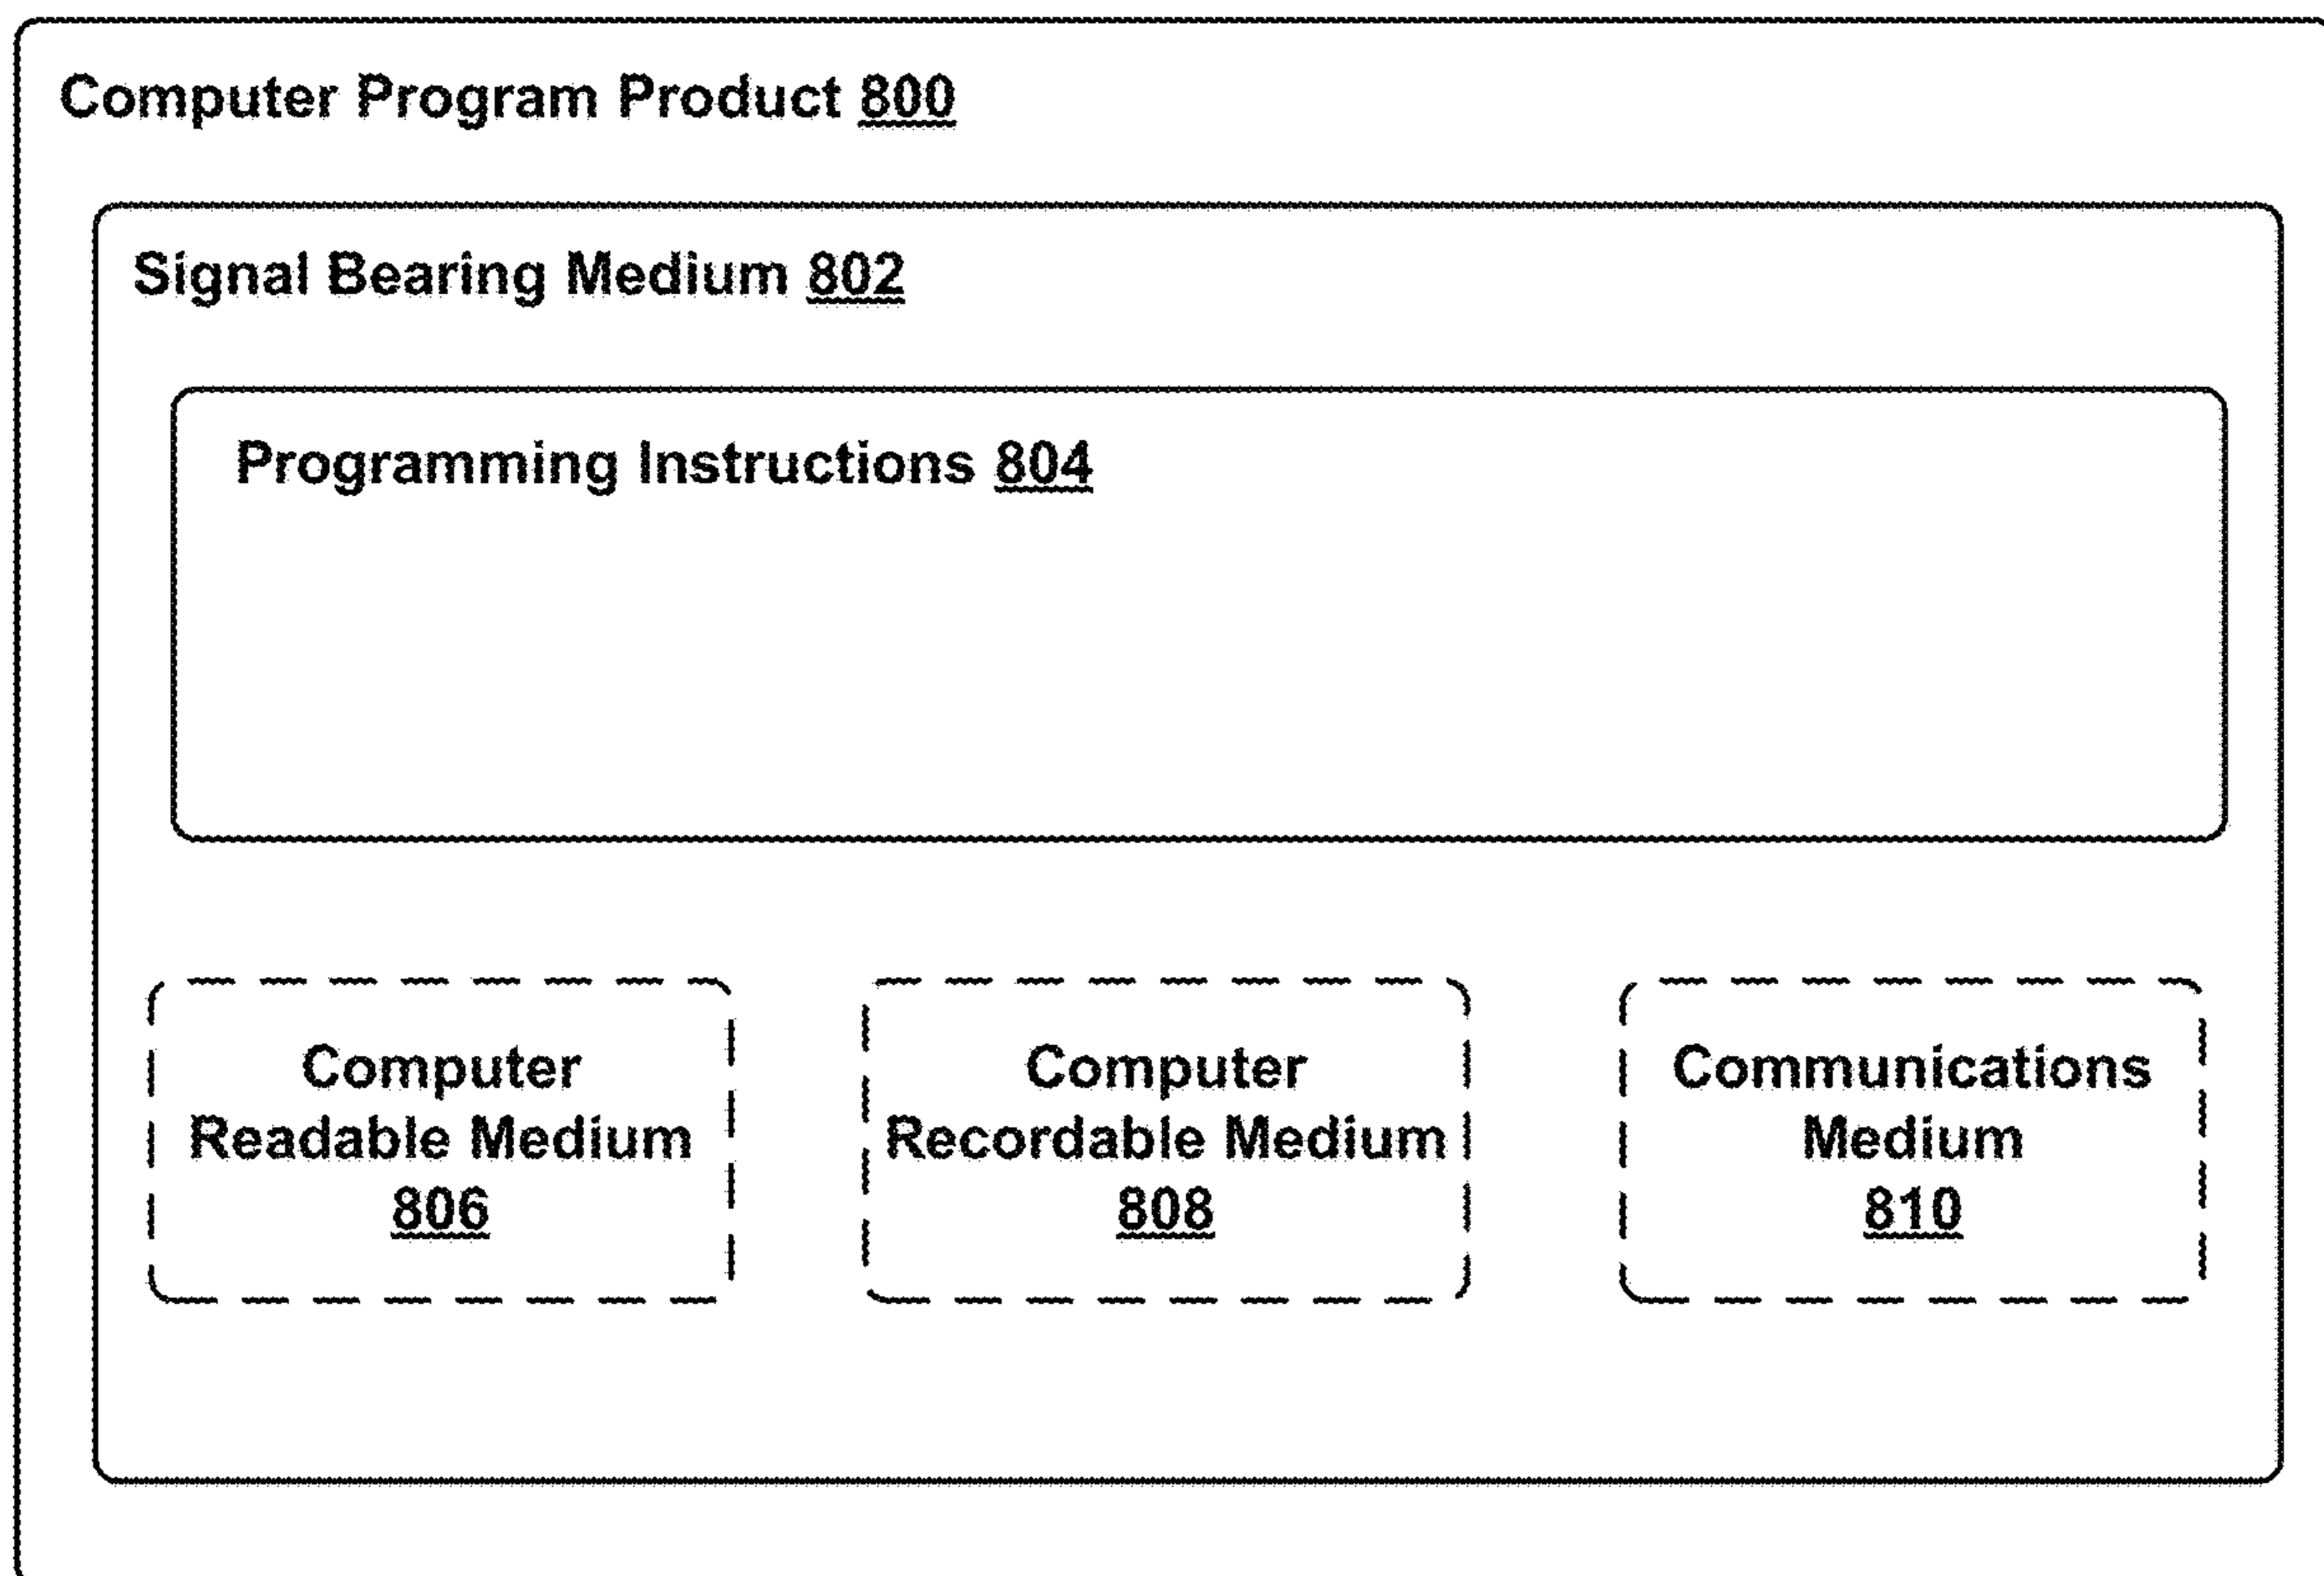 Computer Program Product 800
Signal Bearing Medium 802
Programming Instructions 804
Computer
Readable Medium
806
Computer
Recordable Medium
808
Communications
Medium
810